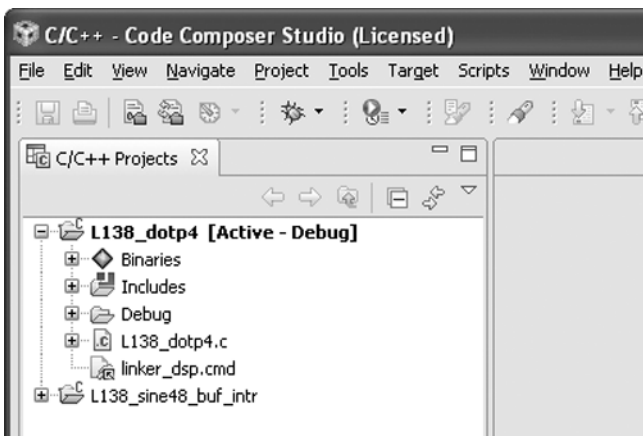 C/C++ - Code Composer Studio (Licensed)
File Edit View Navigate Project Tools Target Scripts Window Help
C/C++ Projects
L138_dotp4 [Active - Debug]
Binaries
Includes
Debug
L138_dotp4.c
linker_dsp.cmd
L138_sine48_buf_intr